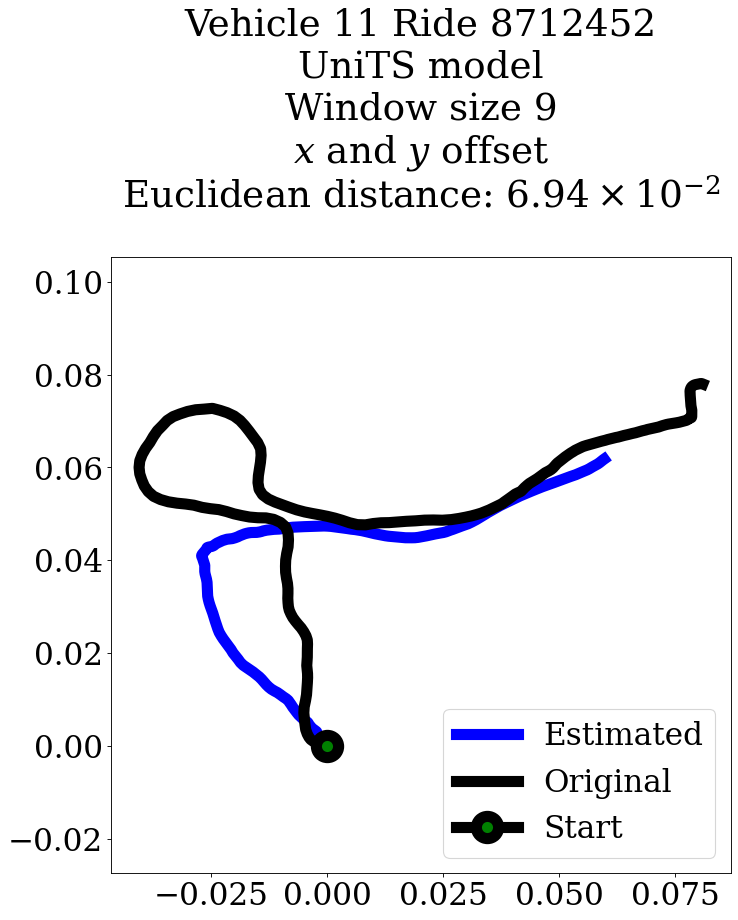 Vehicle 11 Ride 8712452
UniTS model
Window size 9
x and y offset
Euclidean distance: 6.94 × 10⁻²
0.10
0.08
0.06
0.04
0.02
0.00
−0.02
−0.025 0.000 0.025 0.050 0.075
Estimated
Original
Start